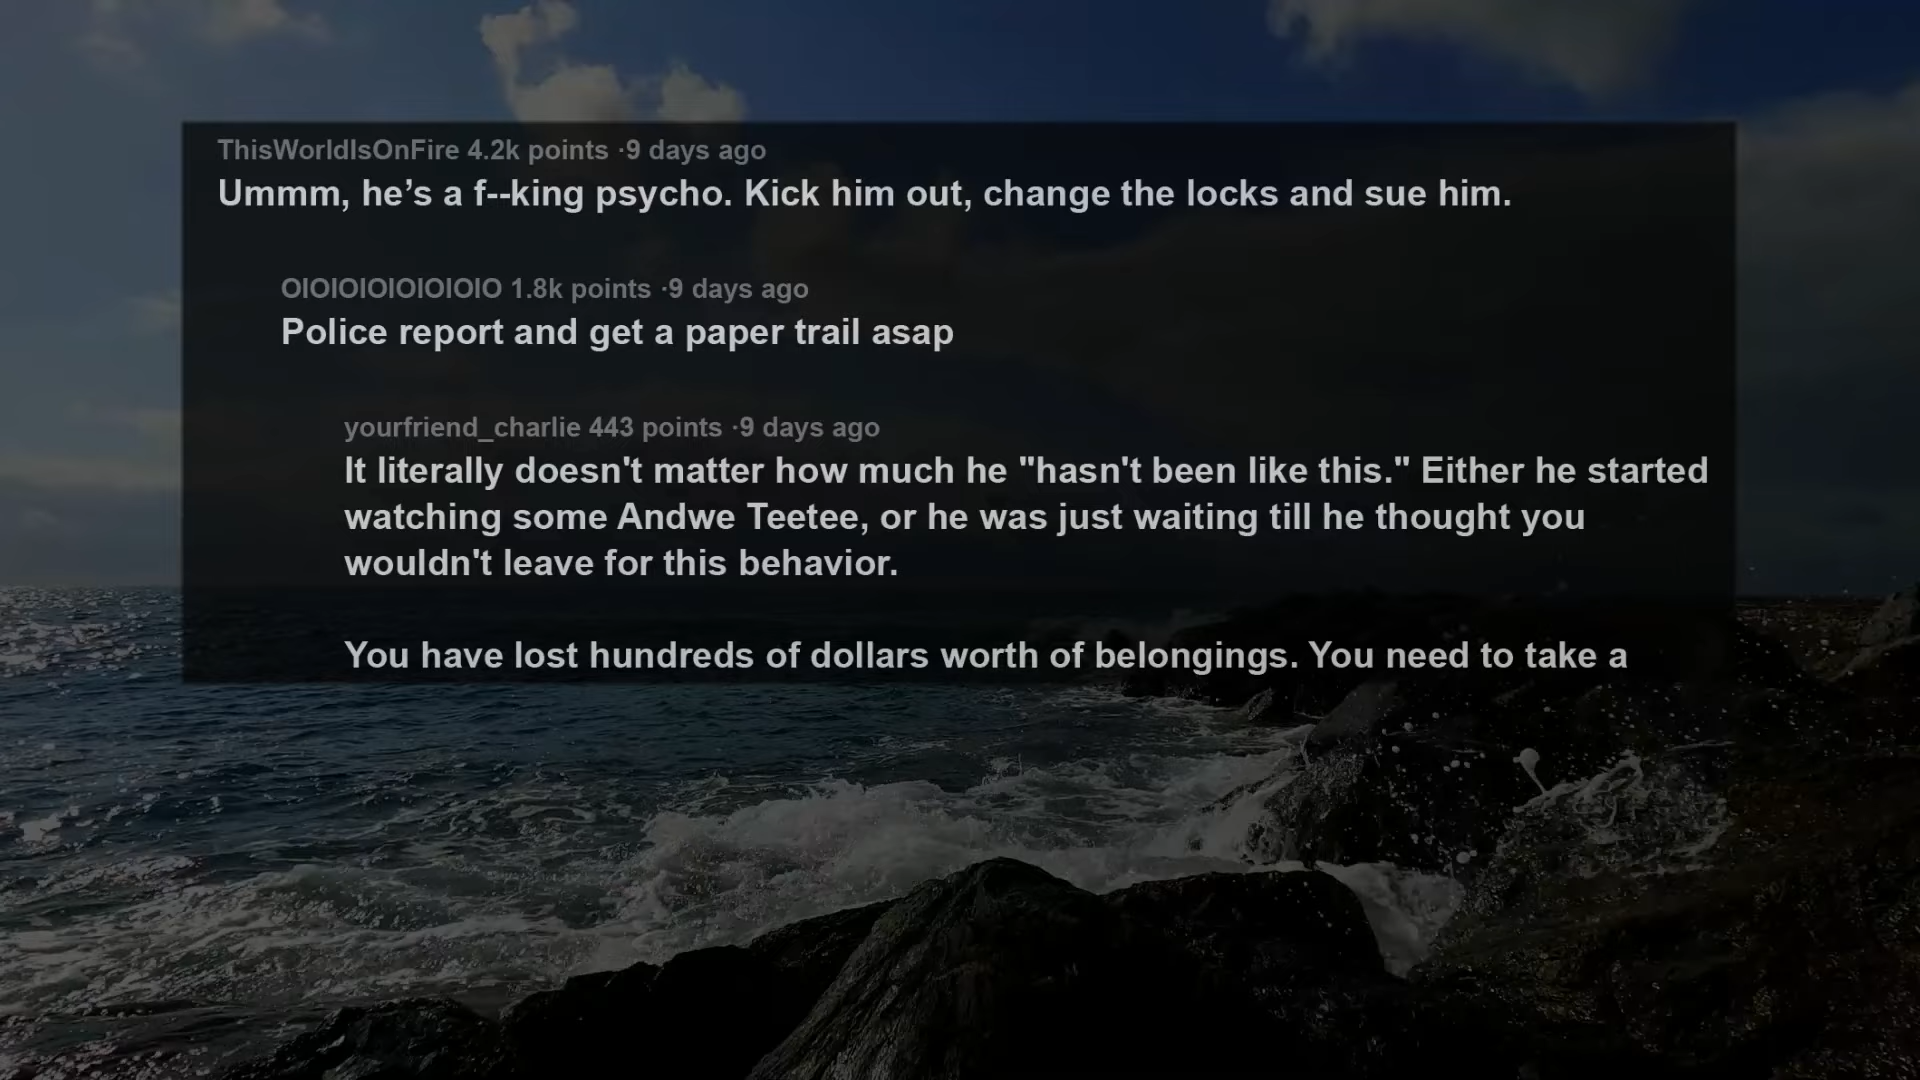 ThisWorldIsOnFire 4.2k points ·9 days ago
Ummm, he’s a f--king psycho. Kick him out, change the locks and sue him.
OIOIOIOIOIOIOIO 1.8k points ·9 days ago
Police report and get a paper trail asap
yourfriend_charlie 443 points ·9 days ago
It literally doesn't matter how much he "hasn't been like this." Either he started
watching some Andwe Teetee, or he was just waiting till he thought you
wouldn't leave for this behavior.
You have lost hundreds of dollars worth of belongings. You need to take a